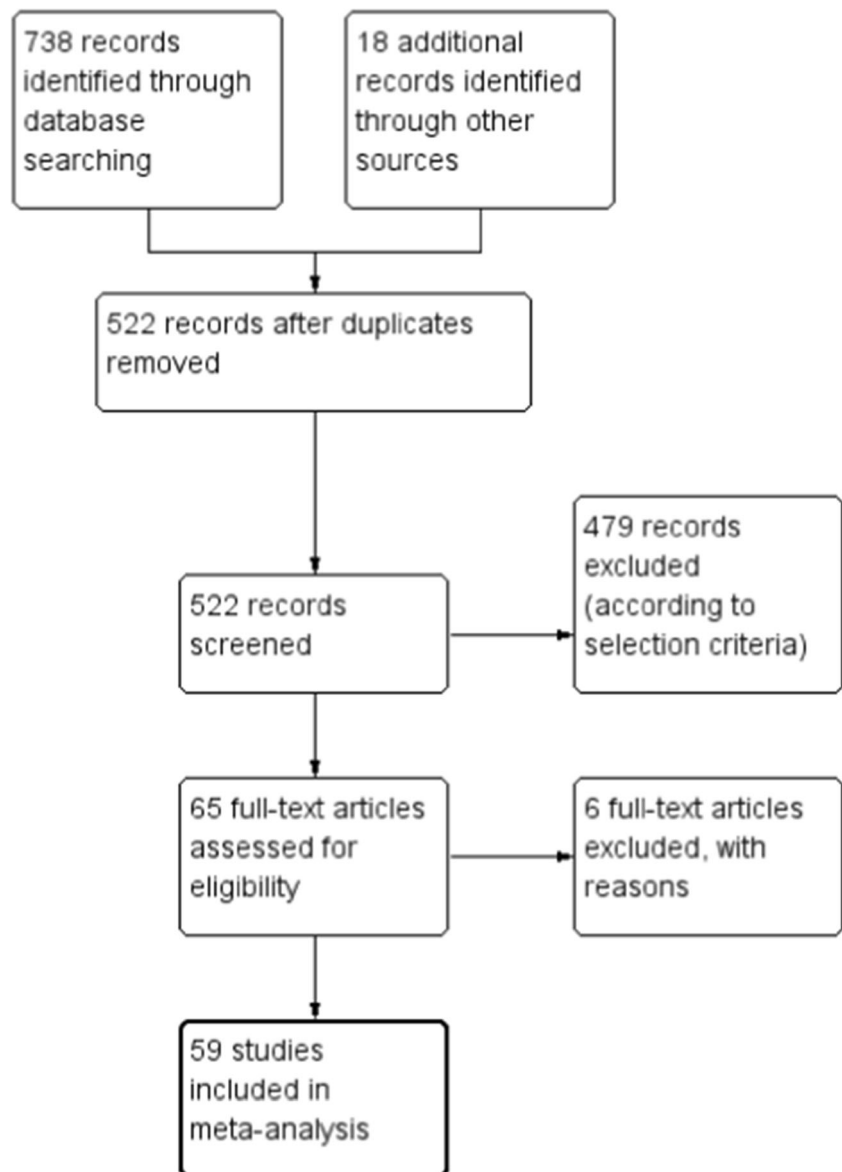 738 records
identified through
database
searching
18 additional
records identified
through other
sources
522 records after duplicates
removed
522 records
screened
479 records
excluded
(according to
selection criteria)
65 full-text articles
assessed for
eligibility
6 full-text articles
excluded, with
reasons
59 studies
included in
meta-analysis